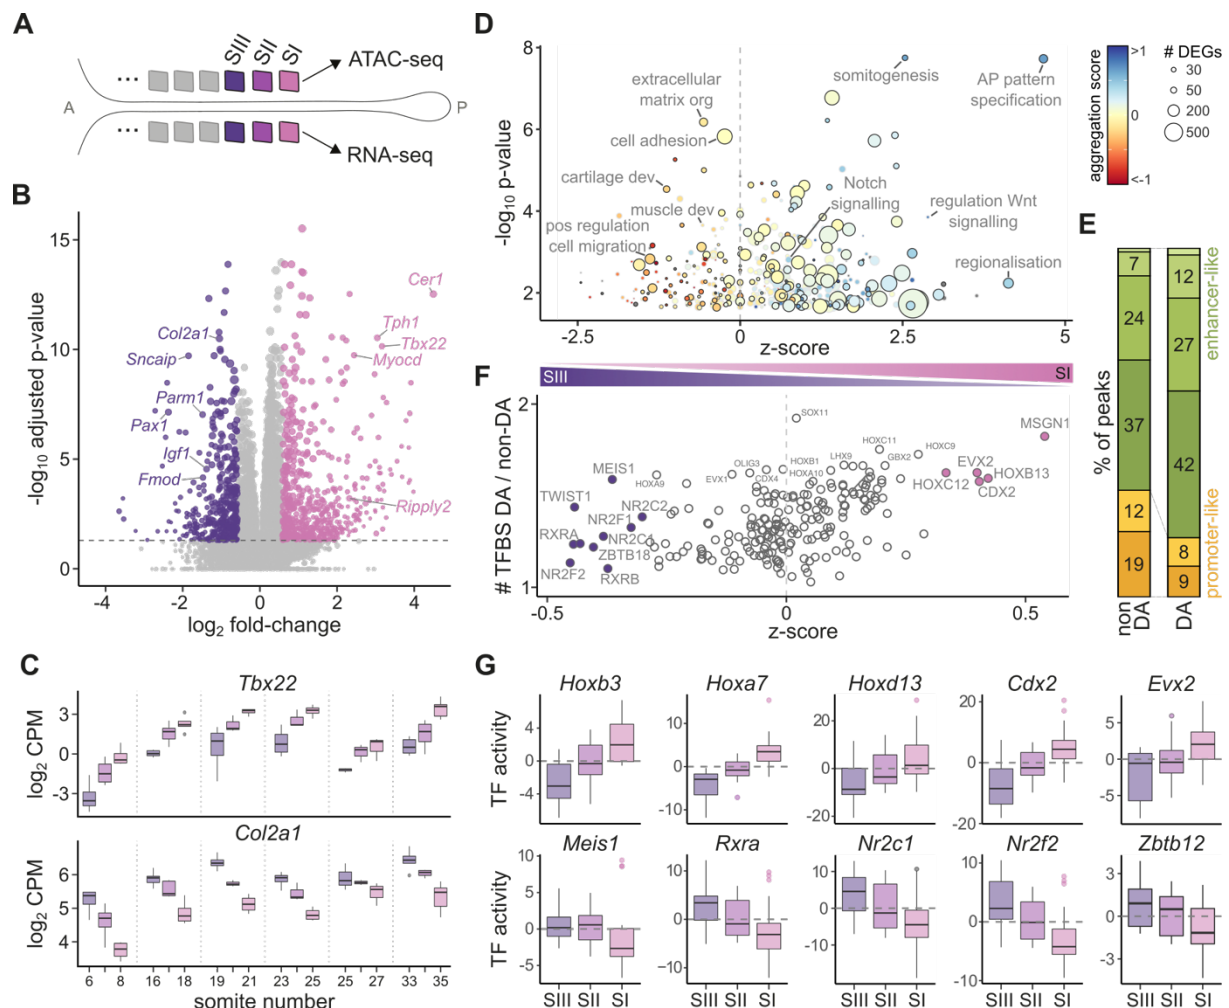 A
SIII
SII
SI
ATAC-seq
...
A
P
...
RNA-seq
B
-log10 adjusted p-value
15
10
5
0
Cer1
Tph1
Tbx22
Myocd
Col2a1
Sncaip
Parm1
Pax1
Igf1
Fmod
Ripply2
-4
-2
0
2
4
log2 fold-change
C
Tbx22
log2 CPM
3
0
-3
Col2a1
log2 CPM
6
5
4
6
8
16
18
19
21
23
25
25
27
33
35
somite number
D
-log10 p-value
8
6
4
2
extracellular
matrix org
cell adhesion
cartilage dev
muscle dev
pos regulation
cell migration
somitogenesis
AP pattern
specification
Notch
signalling
regulation Wnt
signalling
regionalisation
-2.5
0
2.5
5
z-score
SIII
SI
aggregation score
>1
0
<-1
# DEGs
30
50
200
500
E
% of peaks
7
24
37
12
19
12
27
42
8
9
non
DA
DA
enhancer-like
promoter-like
F
# TFBS DA / non-DA
2
1
SOX11
MSGN1
HOXC11
HOXC9
MEIS1
OLIG3
HOXB1
LHX9
GBX2
EVX2
HOXA9
EVX1
CDX4
HOXA10
HOXB13
TWIST1
NR2C2
HOXC12
CDX2
NR2F1
RXRA
NR2C1
ZBTB18
NR2F2
RXRB
-0.5
0
0.5
z-score
G
Hoxb3
Hoxa7
Hoxd13
Cdx2
Evx2
TF activity
4
0
-4
10
0
-10
20
0
-20
20
0
-20
5
0
-5
Meis1
Rxra
Nr2c1
Nr2f2
Zbtb12
TF activity
10
5
0
-5
10
0
-10
10
0
-10
10
0
-10
3
0
-3
SIII SII SI
SIII SII SI
SIII SII SI
SIII SII SI
SIII SII SI